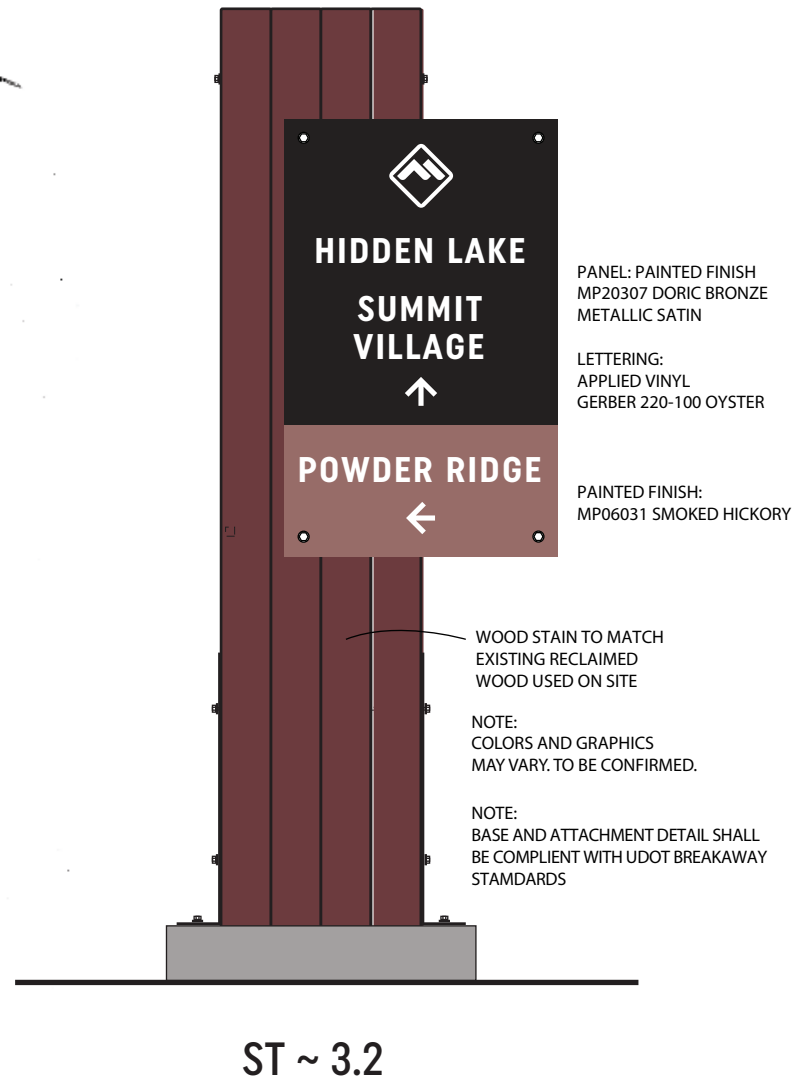 HIDDEN LAKE
SUMMIT
VILLAGE
↑
POWDER RIDGE
←
PANEL: PAINTED FINISH
MP20307 DORIC BRONZE
METALLIC SATIN
LETTERING:
APPLIED VINYL
GERBER 220-100 OYSTER
PAINTED FINISH:
MP06031 SMOKED HICKORY
WOOD STAIN TO MATCH
EXISTING RECLAIMED
WOOD USED ON SITE
NOTE:
COLORS AND GRAPHICS
MAY VARY. TO BE CONFIRMED.
NOTE:
BASE AND ATTACHMENT DETAIL SHALL
BE COMPLIENT WITH UDOT BREAKAWAY
STAMDARDS
ST ~ 3.2